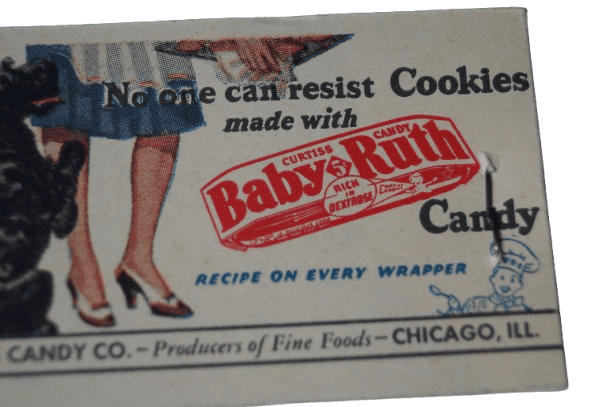 No one can resist Cookies
made with
CURTISS CANDY
Baby Ruth
5¢
RICH
IN
DEXTROSE
Candy
RECIPE ON EVERY WRAPPER
CANDY CO. – Producers of Fine Foods – CHICAGO, ILL.